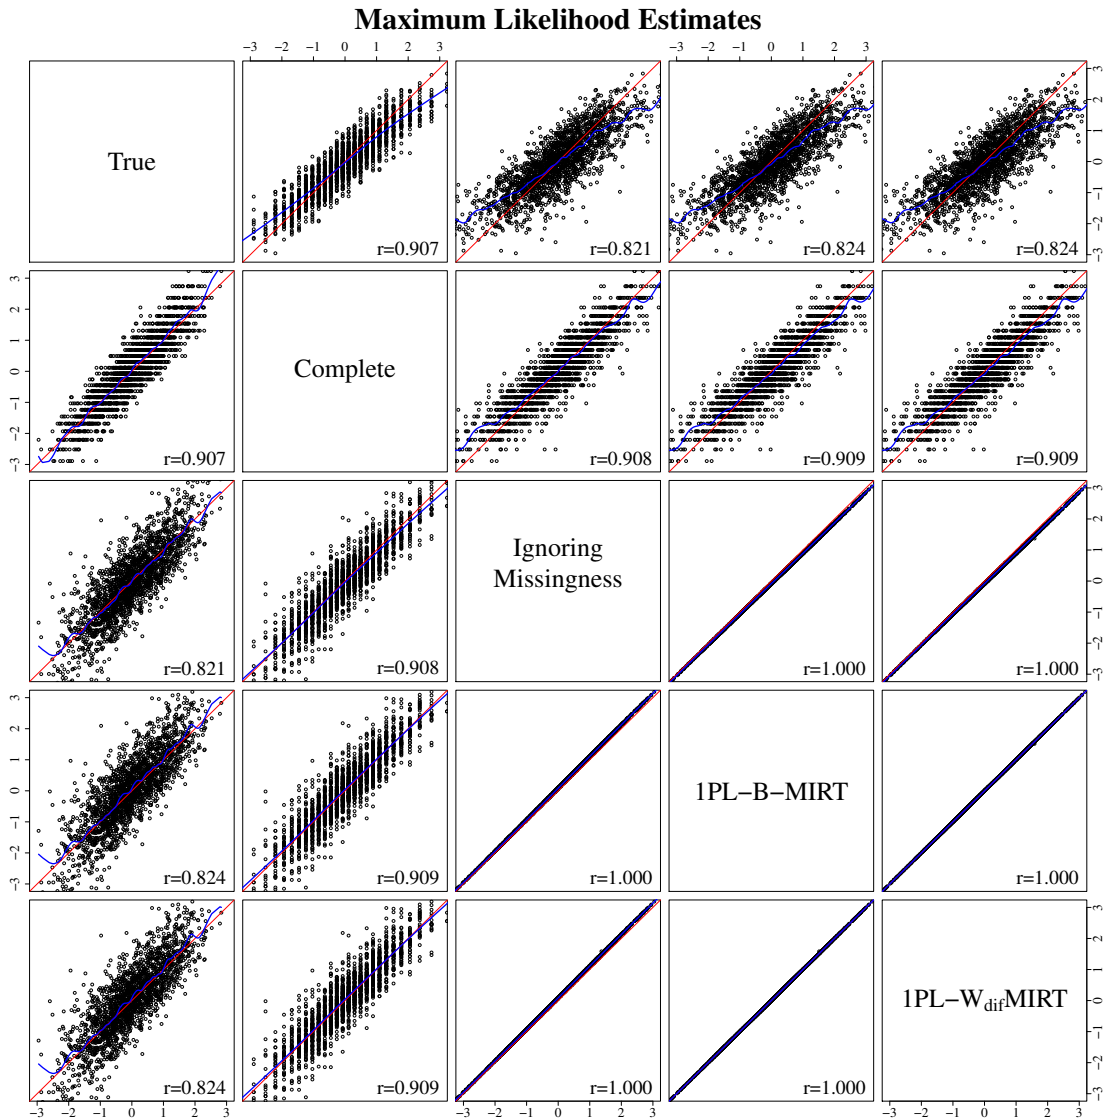 Maximum Likelihood Estimates
−3 −2 −1 0 1 2 3 −3 −2 −1 0 1 2 3
True
r=0.907
r=0.821
r=0.824
r=0.824
−3 −2 −1 0 1 2 3
−3 −2 −1 0 1 2 3
r=0.907
Complete
r=0.908
r=0.909
r=0.909
r=0.821
r=0.908
Ignoring
Missingness
r=1.000
r=1.000
−3 −2 −1 0 1 2 3
−3 −2 −1 0 1 2 3
r=0.824
r=0.909
r=1.000
1PL−B−MIRT
r=1.000
r=0.824
r=0.909
r=1.000
r=1.000
1PL−WdifMIRT
−3 −2 −1 0 1 2 3
−3 −2 −1 0 1 2 3 −3 −2 −1 0 1 2 3 −3 −2 −1 0 1 2 3